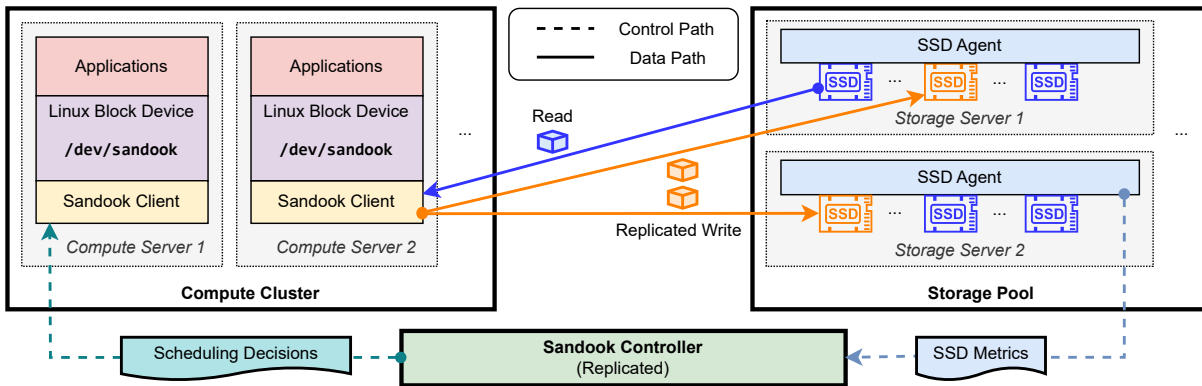 Applications
Linux Block Device
/dev/sandook
Sandook Client
Compute Server 1
Applications
Linux Block Device
/dev/sandook
Sandook Client
Compute Server 2
...
Compute Cluster
Control Path
Data Path
Read
Replicated Write
SSD Agent
SSD
...
SSD
...
SSD
Storage Server 1
...
SSD Agent
SSD
...
SSD
...
SSD
Storage Server 2
Storage Pool
Scheduling Decisions
Sandook Controller
(Replicated)
SSD Metrics